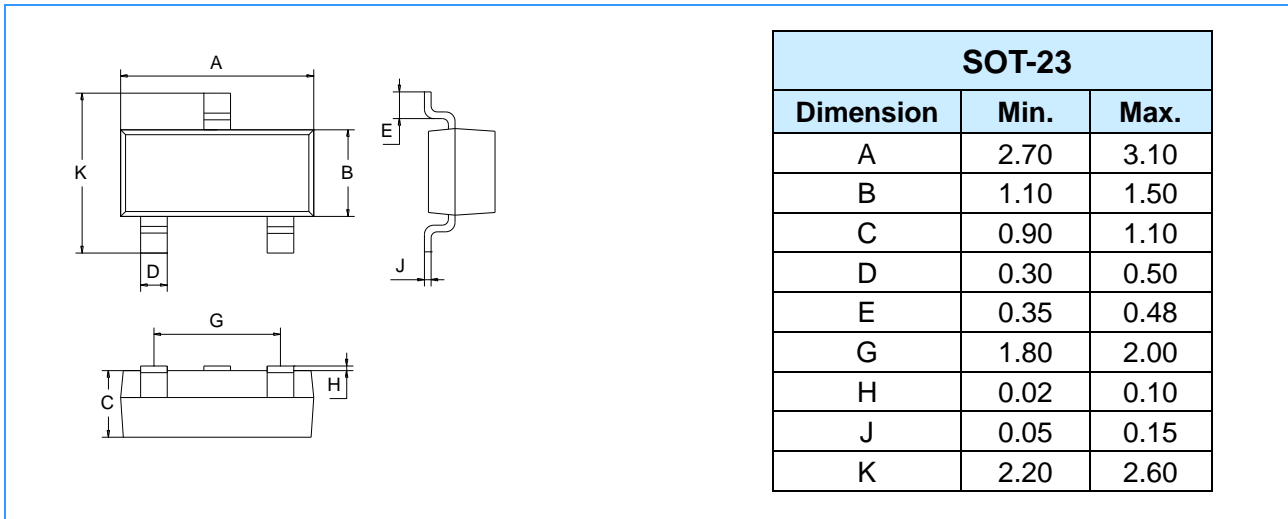 A
K
B
E
D
J
G
H
C
SOT-23
Dimension Min. Max.
A 2.70 3.10
B 1.10 1.50
C 0.90 1.10
D 0.30 0.50
E 0.35 0.48
G 1.80 2.00
H 0.02 0.10
J 0.05 0.15
K 2.20 2.60